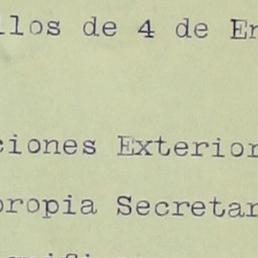 llos de 4 de En
ciones Exterior
propia Secretar